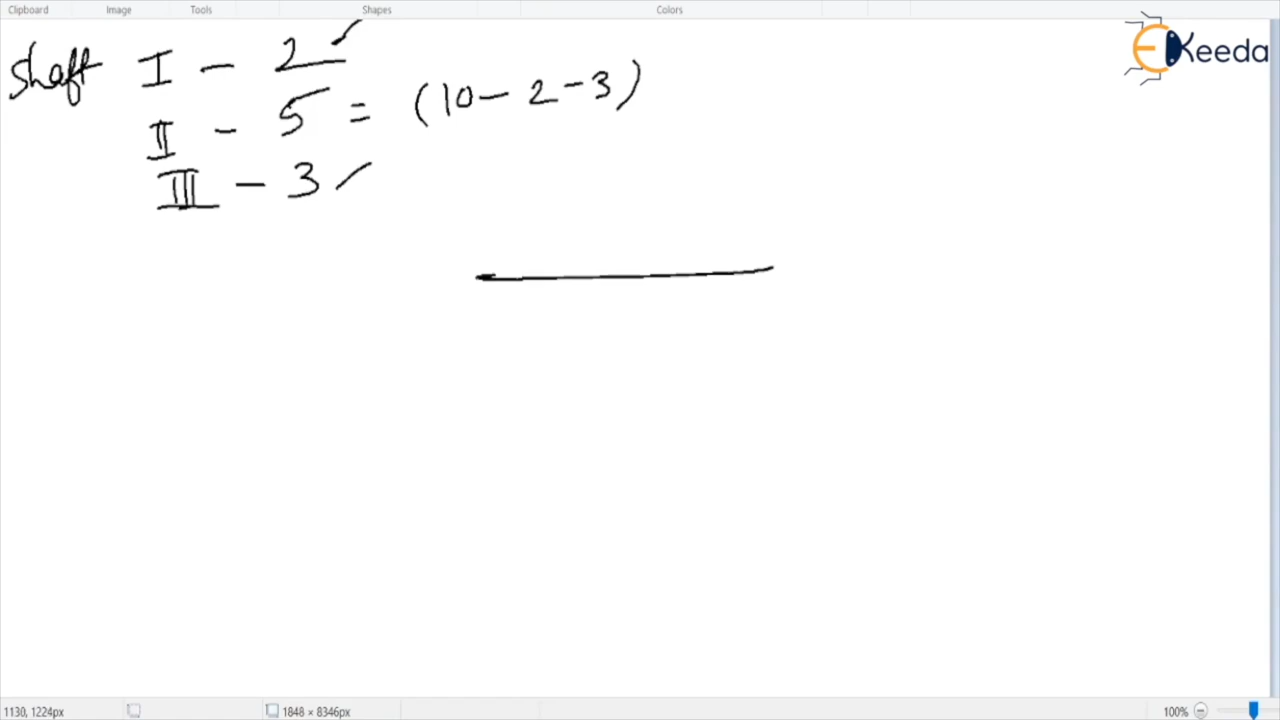 Clipboard Image Tools Shapes Colors
Shaft I - 2 ✓
II - 5 = (10 - 2 - 3)
III - 3 ✓
EKeeda
1130, 1224px 1848 × 8346px 100%